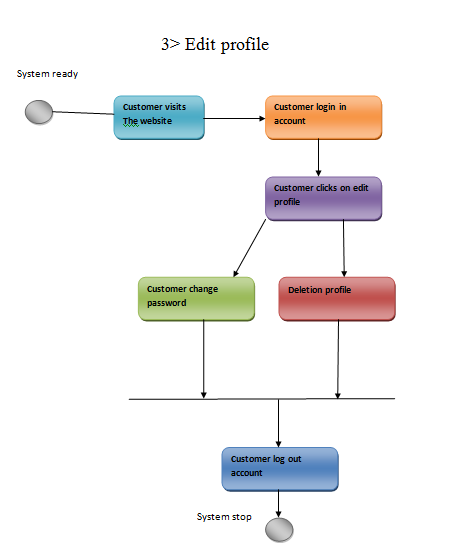 3> Edit profile
System ready
Customer visits
The website
Customer login in
account
Customer clicks on edit
profile
Customer change
password
Deletion profile
Customer log out
account
System stop